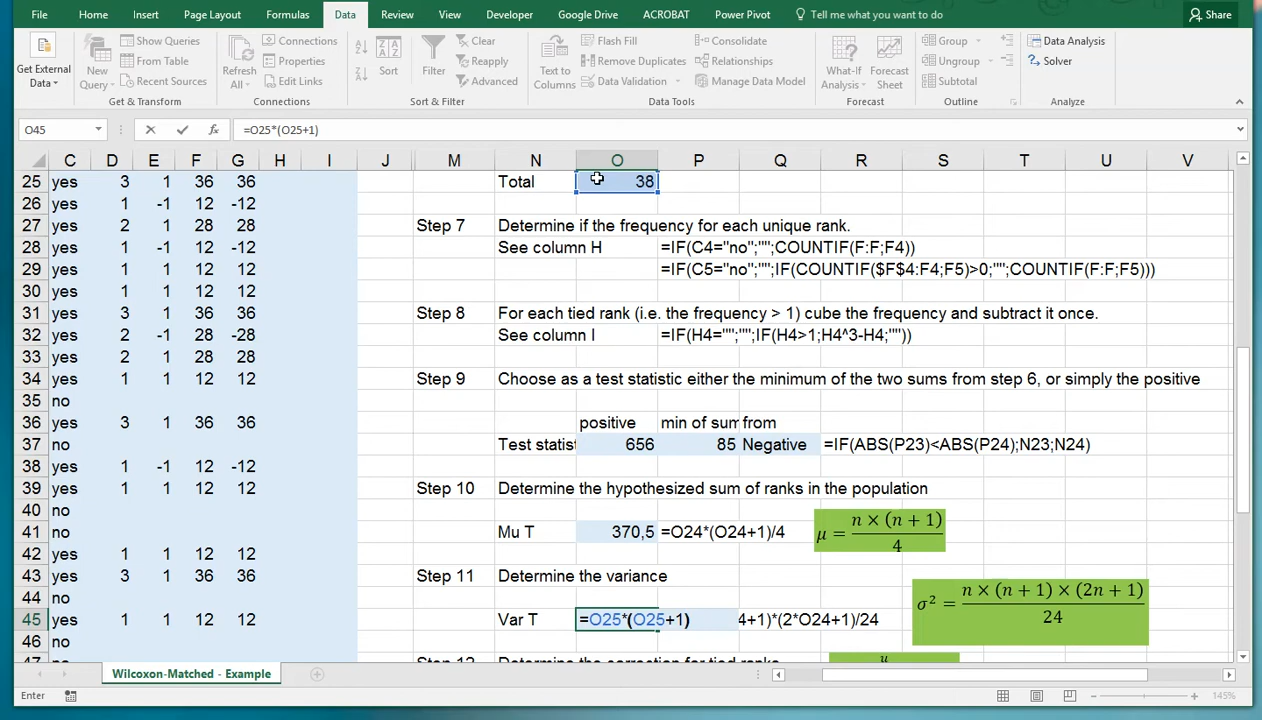 File Home Insert Page Layout Formulas Data Review View Developer Google Drive ACROBAT Power Pivot Tell me what you want to do Share
Get External Data
New Query
Show Queries
From Table
Recent Sources
Get & Transform
Refresh All
Connections
Properties
Edit Links
Connections
Sort
Filter
Clear
Reapply
Advanced
Sort & Filter
Text to Columns
Flash Fill
Remove Duplicates
Data Validation
Consolidate
Relationships
Manage Data Model
Data Tools
What-If Analysis
Forecast Sheet
Forecast
Group
Ungroup
Subtotal
Outline
Data Analysis
Solver
Analyze
O45 fx =O25*(O25+1)
C D E F G H I J M N O P Q R S T U V
25 yes 3 1 36 36 Total 38
26 yes 1 -1 12 -12
27 yes 2 1 28 28 Step 7 Determine if the frequency for each unique rank.
28 yes 1 -1 12 -12 See column H =IF(C4="no";"";COUNTIF(F:F;F4))
29 yes 1 1 12 12 =IF(C5="no";"";IF(COUNTIF($F$4:F4;F5)>0;"";COUNTIF(F:F;F5)))
30 yes 1 1 12 12
31 yes 3 1 36 36 Step 8 For each tied rank (i.e. the frequency > 1) cube the frequency and subtract it once.
32 yes 2 -1 28 -28 See column I =IF(H4="";"";IF(H4>1;H4^3-H4;""))
33 yes 2 1 28 28
34 yes 1 1 12 12 Step 9 Choose as a test statistic either the minimum of the two sums from step 6, or simply the positive
35 no
36 yes 3 1 36 36 positive min of sum from
37 no Test statist 656 85 Negative =IF(ABS(P23)<ABS(P24);N23;N24)
38 yes 1 -1 12 -12
39 yes 1 1 12 12 Step 10 Determine the hypothesized sum of ranks in the population
40 no
41 no Mu T 370,5 =O24*(O24+1)/4 μ = n × (n + 1) / 4
42 yes 1 1 12 12
43 yes 3 1 36 36 Step 11 Determine the variance
44 no σ² = n × (n + 1) × (2n + 1) / 24
45 yes 1 1 12 12 Var T =O25*(O25+1) 4+1)*(2*O24+1)/24
46 no
Wilcoxon-Matched - Example
Enter 145%